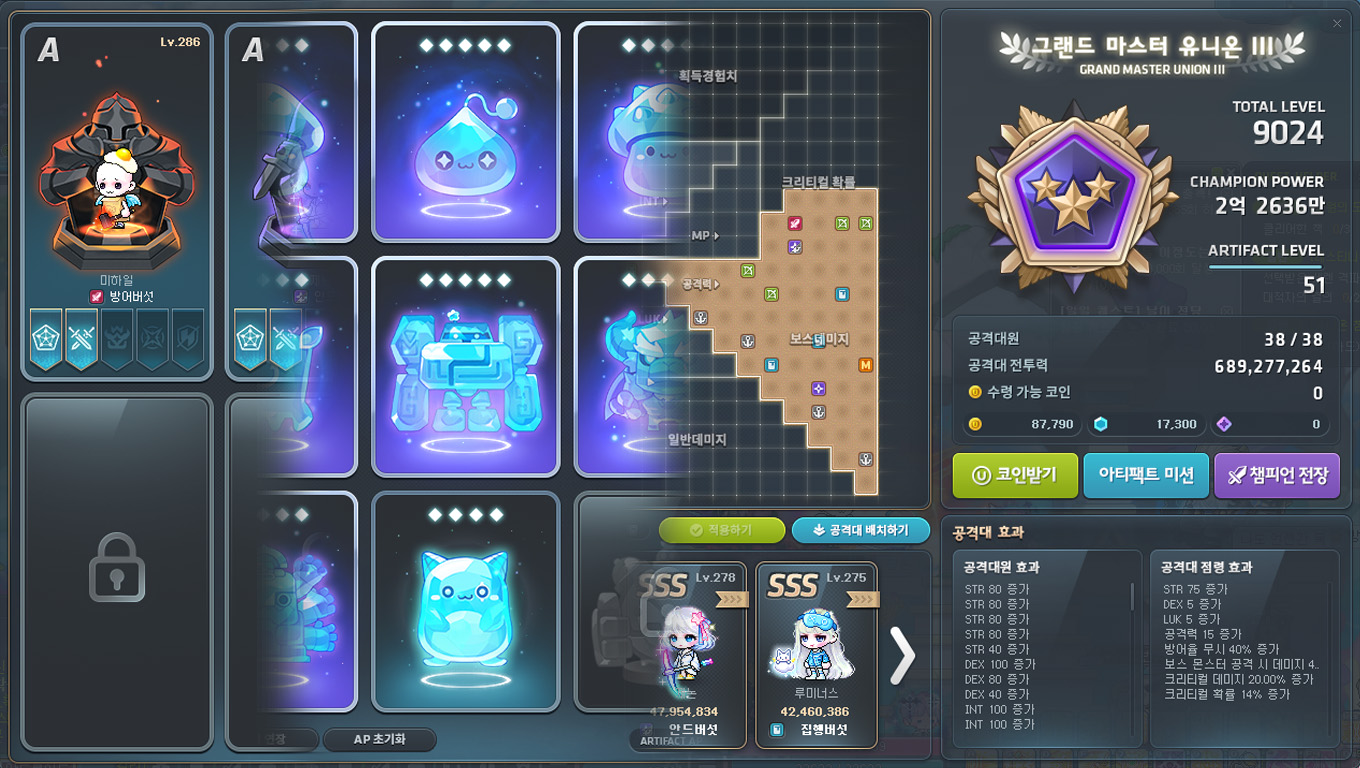 A
Lv.286
미하일
방어버섯
A
획득경험치
크리티컬 확률
INT
MP
공격력
LUK
보스데미지
일반데미지
M
적용하기
공격대 배치하기
AP 초기화
SSS
Lv.278
47,954,834
안드버섯
SSS
Lv.275
루미너스
42,460,386
집행버섯
그랜드 마스터 유니온 III
GRAND MASTER UNION III
TOTAL LEVEL
9024
CHAMPION POWER
2억 2636만
ARTIFACT LEVEL
51
공격대원
38 / 38
공격대 전투력
689,277,264
수령 가능 코인
0
87,790
17,300
0
코인받기
아티팩트 미션
챔피언 전장
공격대 효과
공격대원 효과
STR 80 증가
STR 80 증가
STR 80 증가
STR 80 증가
STR 40 증가
DEX 100 증가
DEX 80 증가
DEX 40 증가
INT 100 증가
INT 100 증가
공격대 점령 효과
STR 75 증가
DEX 5 증가
LUK 5 증가
공격력 15 증가
방어율 무시 40% 증가
보스 몬스터 공격 시 데미지 4..
크리티컬 데미지 20.00% 증가
크리티컬 확률 14% 증가